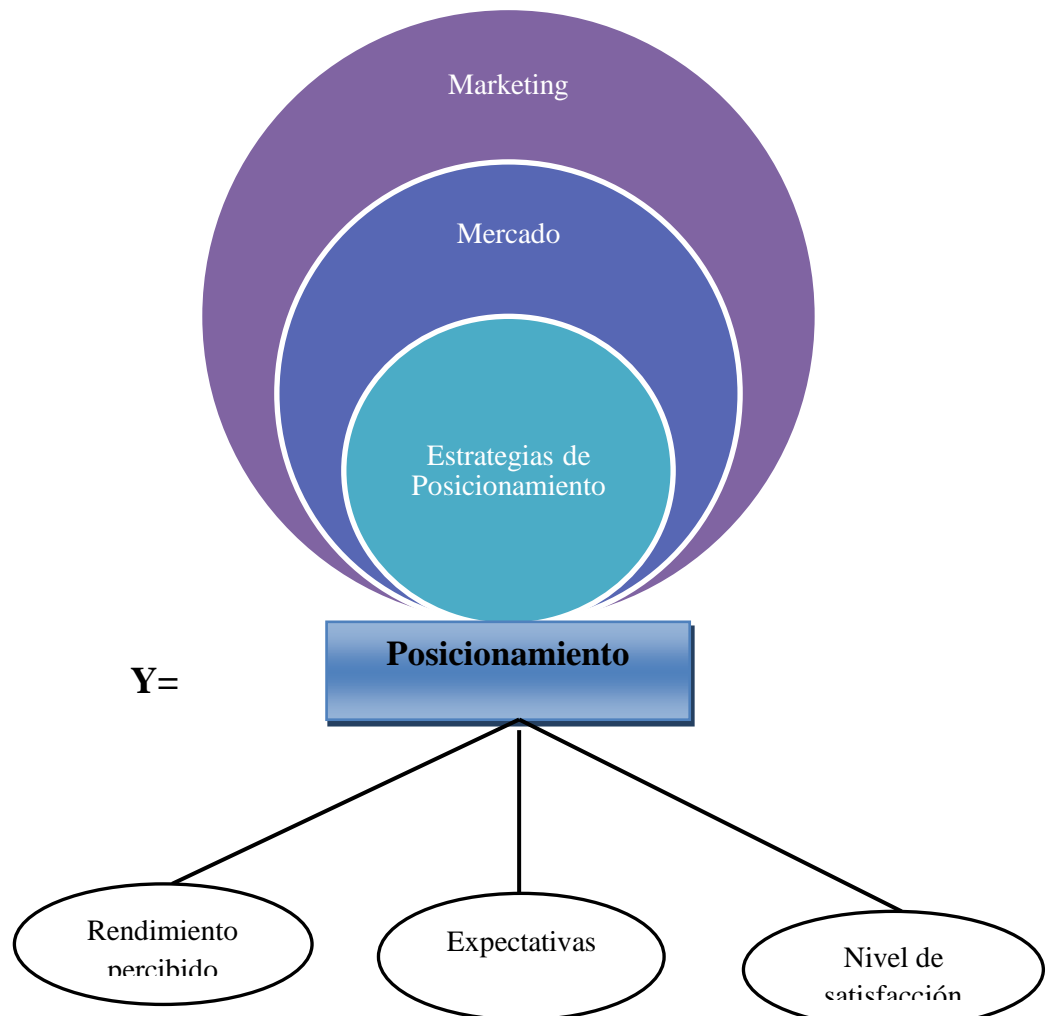 Marketing
Mercado
Estrategias de
Posicionamiento
Posicionamiento
Y=
Rendimiento
percibido
Expectativas
Nivel de
satisfacción